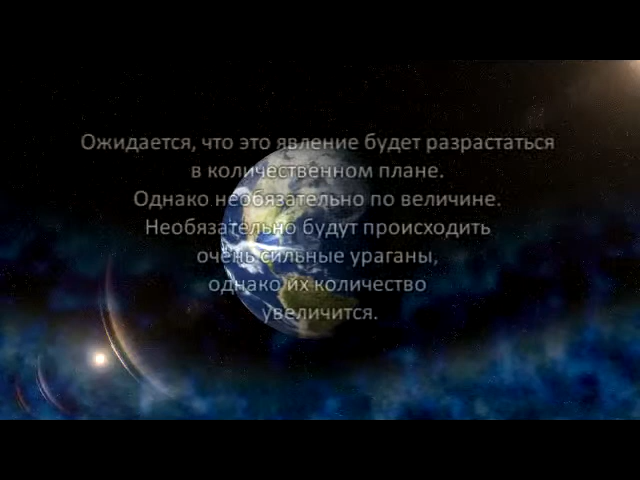 Ожидается, что это явление будет разрастаться
в количественном плане.
Однако необязательно по величине.
Необязательно будут происходить
очень сильные ураганы,
однако их количество
увеличится.